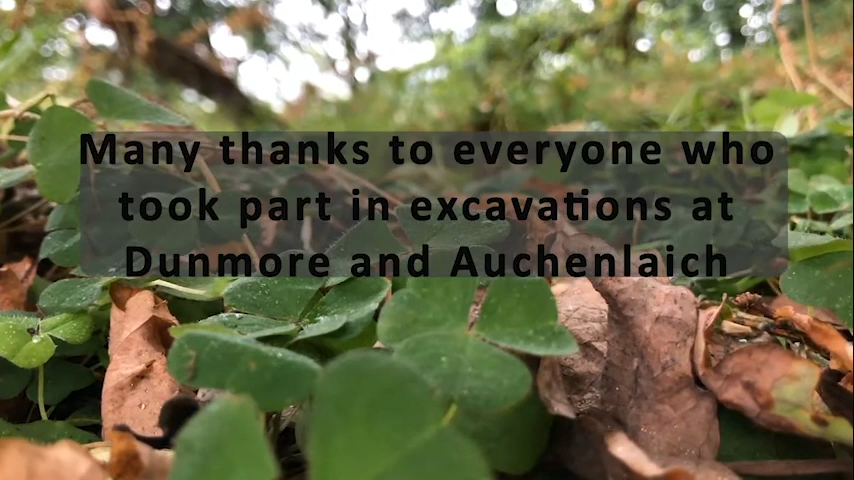 Many thanks to everyone who
took part in excavations at
Dunmore and Auchenlaich